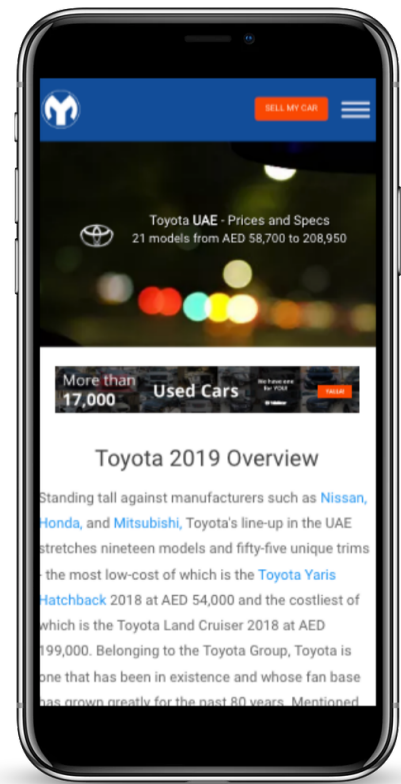 SELL MY CAR
Toyota UAE - Prices and Specs
21 models from AED 58,700 to 208,950
More than
17,000
Used Cars
We have one
for YOU!
Toyota 2019 Overview
Standing tall against manufacturers such as Nissan,
Honda, and Mitsubishi, Toyota's line-up in the UAE
stretches nineteen models and fifty-five unique trims
- the most low-cost of which is the Toyota Yaris
Hatchback 2018 at AED 54,000 and the costliest of
which is the Toyota Land Cruiser 2018 at AED
199,000. Belonging to the Toyota Group, Toyota is
one that has been in existence and whose fan base
has grown greatly for the past 80 years. Mentioned